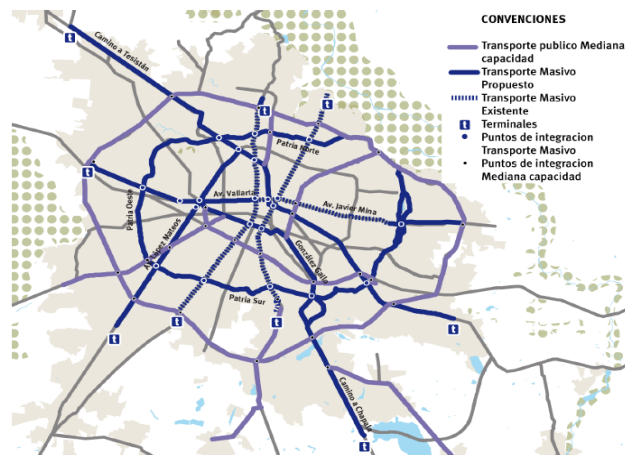 CONVENCIONES
Transporte publico Mediana
capacidad
Transporte Masivo
Propuesto
Transporte Masivo
Existente
t Terminales
Puntos de integracion
Transporte Masivo
Puntos de integracion
Mediana capacidad
t
Camino a Tesistán
t
t
Patria Norte
t
Av. Vallarta
Av. Javier Mina
Patria Oeste
A. López Mateos
González Gallo
Patria Sur
t
t
t
t
Camino a Chapala
t